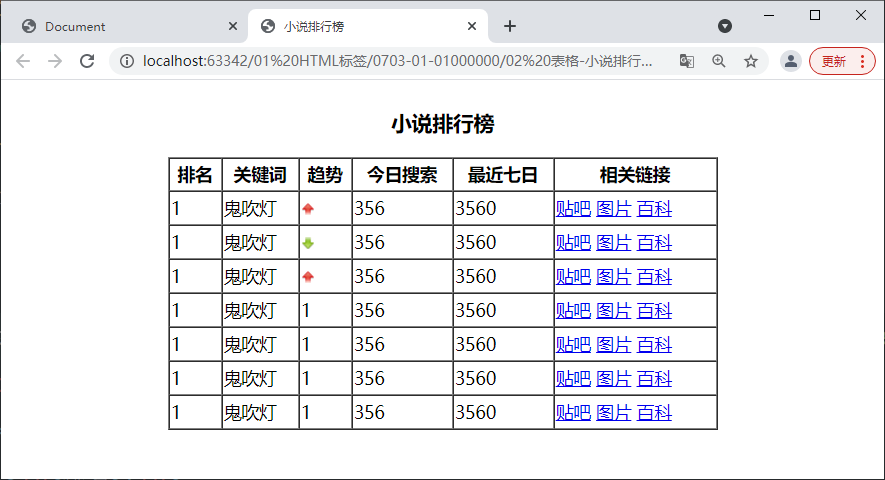 Document
小说排行榜
localhost:63342/01%20HTML标签/0703-01-01000000/02%20表格-小说排行...
更新
小说排行榜
排名 关键词 趋势 今日搜索 最近七日 相关链接
1 鬼吹灯 356 3560 贴吧 图片 百科
1 鬼吹灯 356 3560 贴吧 图片 百科
1 鬼吹灯 356 3560 贴吧 图片 百科
1 鬼吹灯 1 356 3560 贴吧 图片 百科
1 鬼吹灯 1 356 3560 贴吧 图片 百科
1 鬼吹灯 1 356 3560 贴吧 图片 百科
1 鬼吹灯 1 356 3560 贴吧 图片 百科